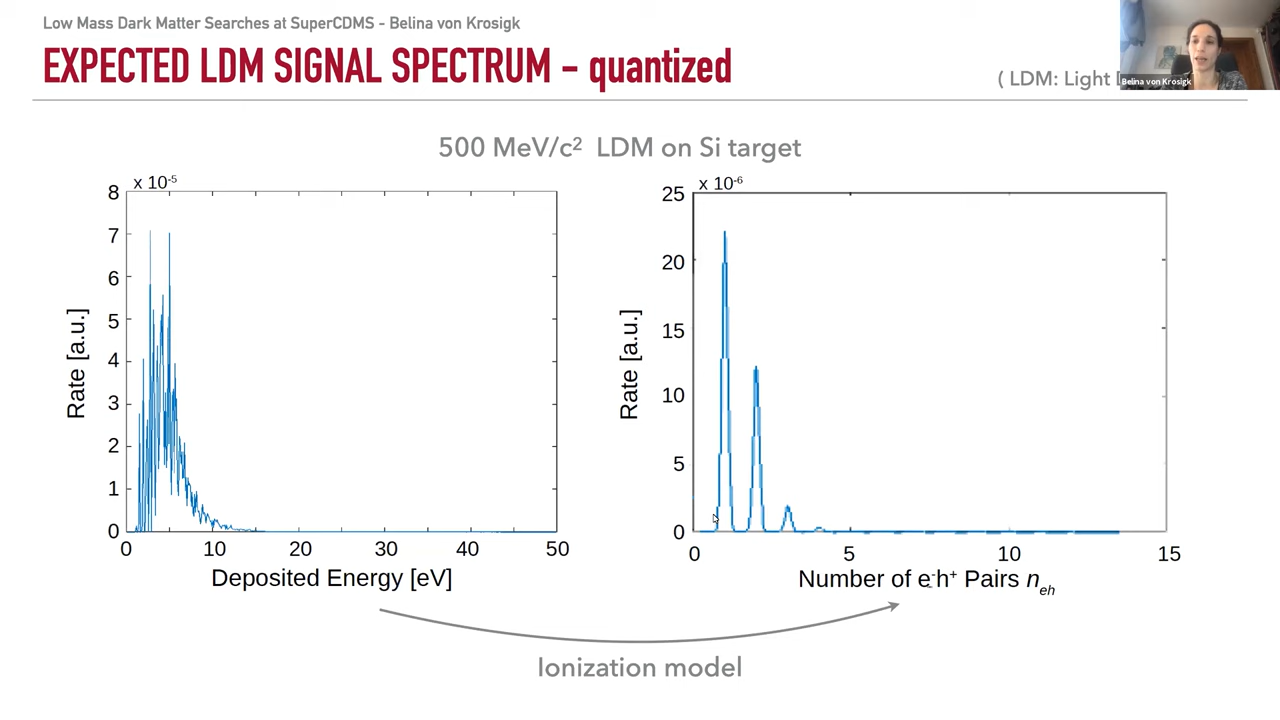 Low Mass Dark Matter Searches at SuperCDMS - Belina von Krosigk
EXPECTED LDM SIGNAL SPECTRUM – quantized
( LDM: Light
Belina von Krosigk
500 MeV/c² LDM on Si target
x 10⁻⁵
8
7
6
5
4
3
2
1
0
0 10 20 30 40 50
Rate [a.u.]
Deposited Energy [eV]
x 10⁻⁶
25
20
15
10
5
0
0 5 10 15
Rate [a.u.]
Number of e⁻h⁺ Pairs nₑₕ
Ionization model